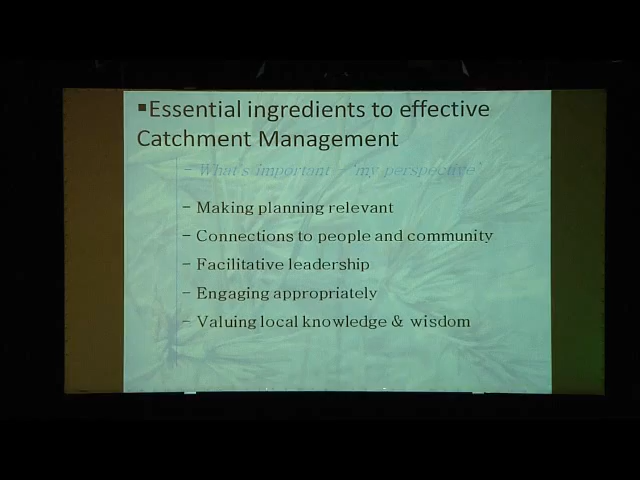 ▪Essential ingredients to effective
Catchment Management
– What's important – 'my perspective'
– Making planning relevant
– Connections to people and community
– Facilitative leadership
– Engaging appropriately
– Valuing local knowledge & wisdom